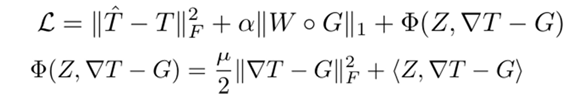 ℒ = ‖T̂ − T‖²_F + α‖W ∘ G‖₁ + Φ(Z, ∇T − G)
Φ(Z, ∇T − G) = μ/2 ‖∇T − G‖²_F + ⟨Z, ∇T − G⟩